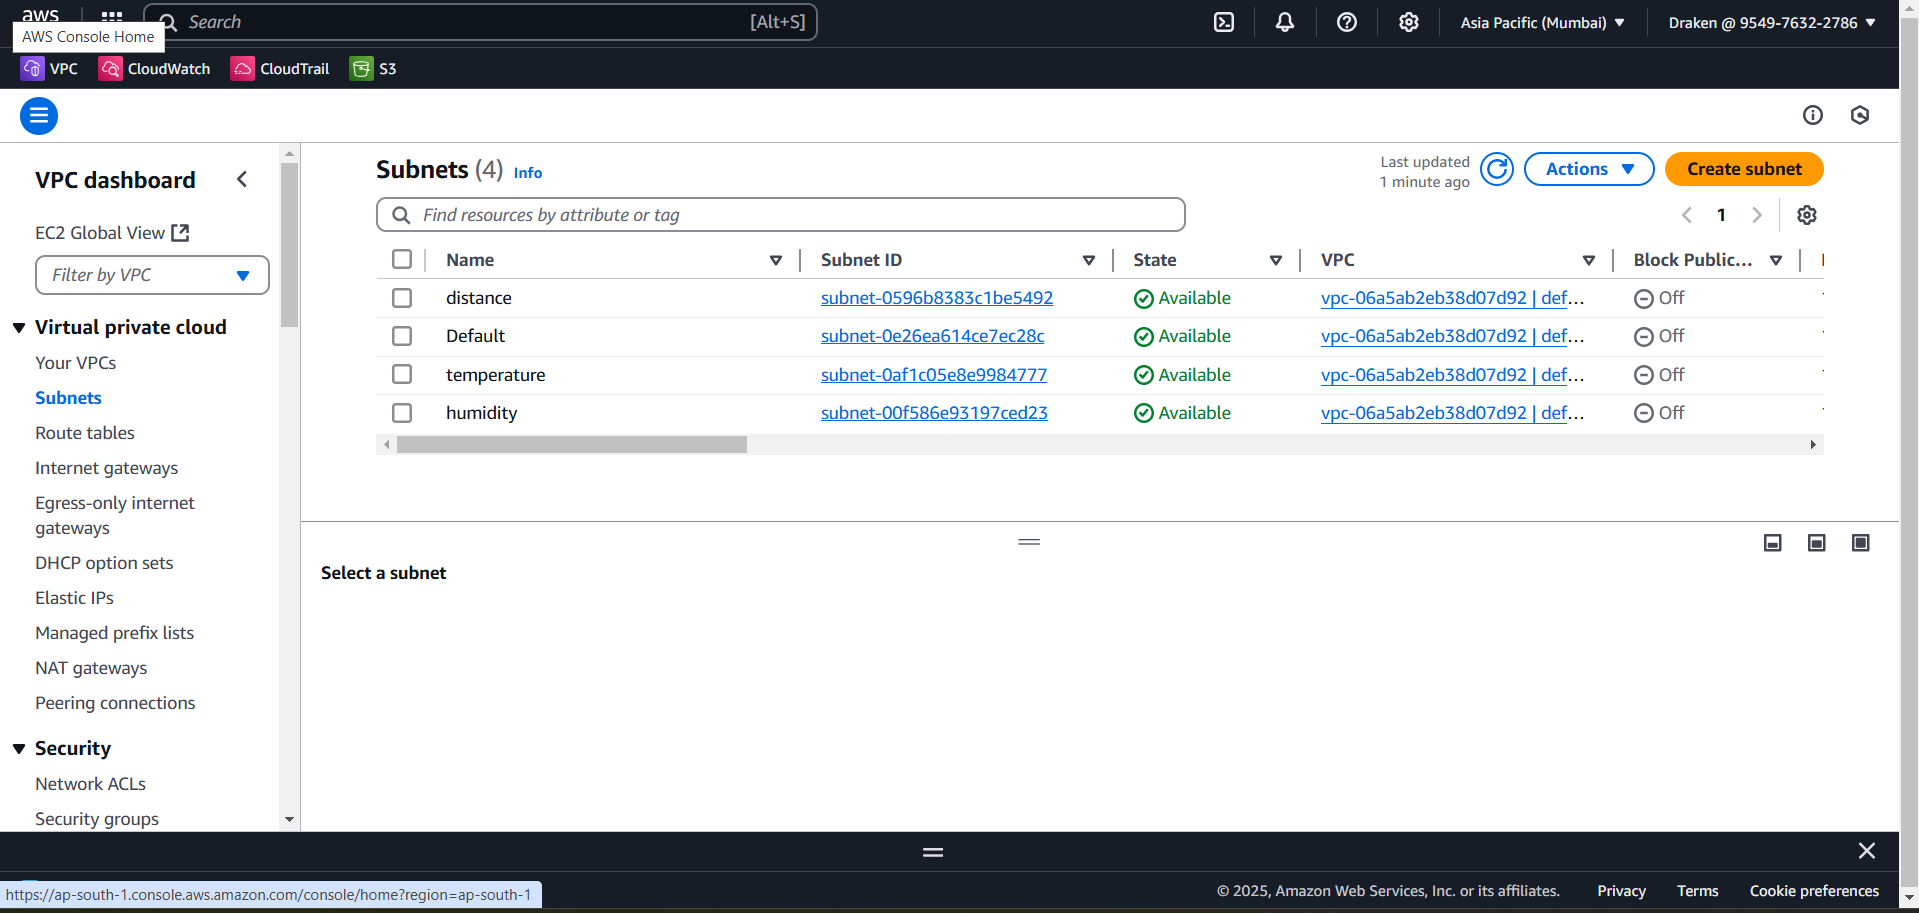 aws
Search
[Alt+S]
Asia Pacific (Mumbai)
Draken @ 9549-7632-2786
AWS Console Home
VPC
CloudWatch
CloudTrail
S3
VPC dashboard
EC2 Global View
Filter by VPC
Virtual private cloud
Your VPCs
Subnets
Route tables
Internet gateways
Egress-only internet
gateways
DHCP option sets
Elastic IPs
Managed prefix lists
NAT gateways
Peering connections
Security
Network ACLs
Security groups
Subnets (4) Info
Last updated
1 minute ago
Actions
Create subnet
Find resources by attribute or tag
1
Name Subnet ID State VPC Block Public...
distance subnet-0596b8383c1be5492 Available vpc-06a5ab2eb38d07d92 | def... Off
Default subnet-0e26ea614ce7ec28c Available vpc-06a5ab2eb38d07d92 | def... Off
temperature subnet-0af1c05e8e9984777 Available vpc-06a5ab2eb38d07d92 | def... Off
humidity subnet-00f586e93197ced23 Available vpc-06a5ab2eb38d07d92 | def... Off
Select a subnet
https://ap-south-1.console.aws.amazon.com/console/home?region=ap-south-1
© 2025, Amazon Web Services, Inc. or its affiliates.
Privacy
Terms
Cookie preferences